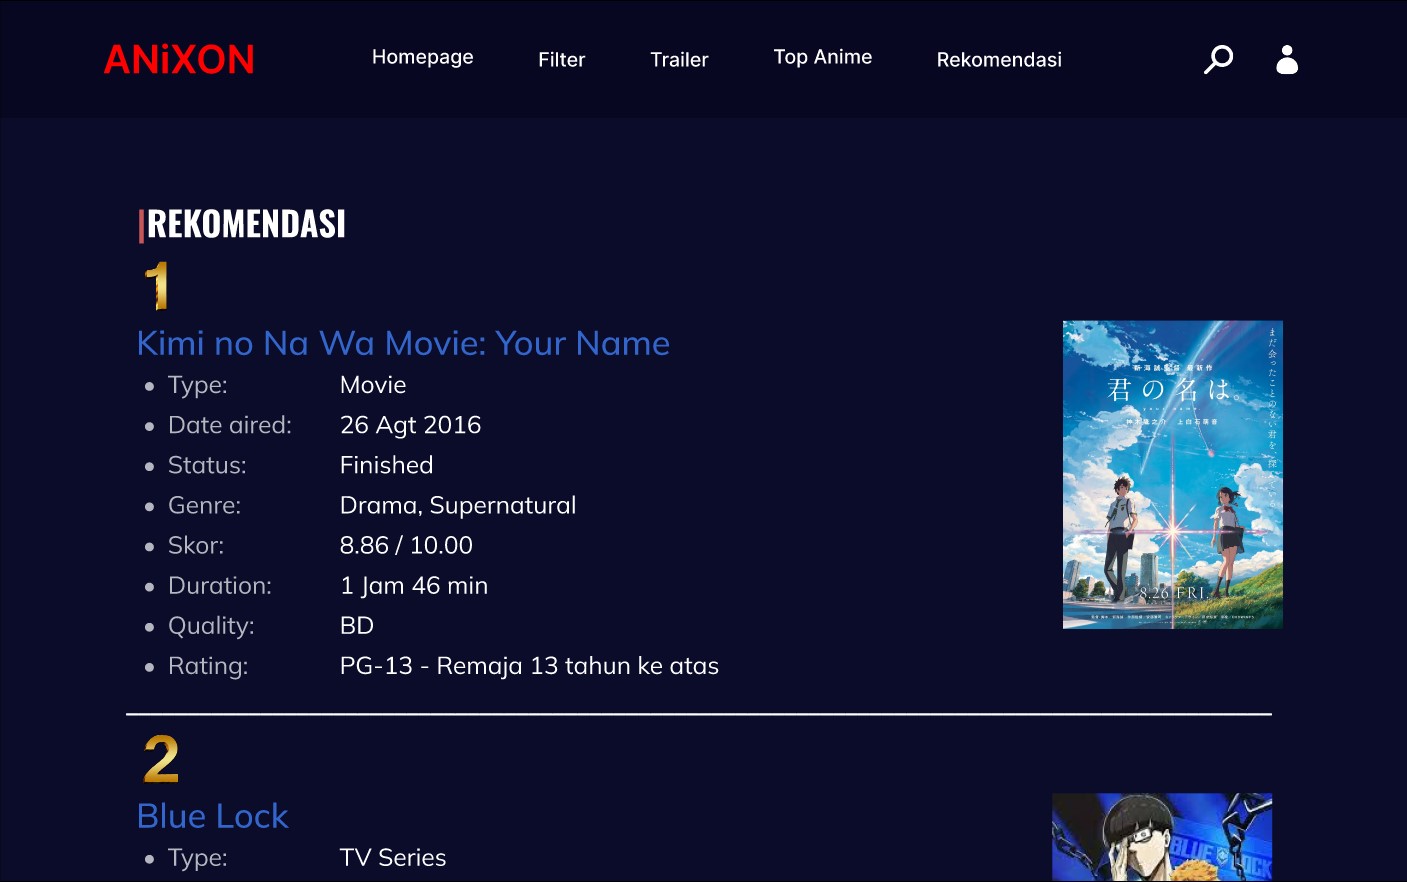 ANiXON
Homepage
Filter
Trailer
Top Anime
Rekomendasi
REKOMENDASI
1
Kimi no Na Wa Movie: Your Name
Type: Movie
Date aired: 26 Agt 2016
Status: Finished
Genre: Drama, Supernatural
Skor: 8.86 / 10.00
Duration: 1 Jam 46 min
Quality: BD
Rating: PG-13 - Remaja 13 tahun ke atas
君の名は。
8.26 FRI.
2
Blue Lock
Type: TV Series
BLUE LOCK